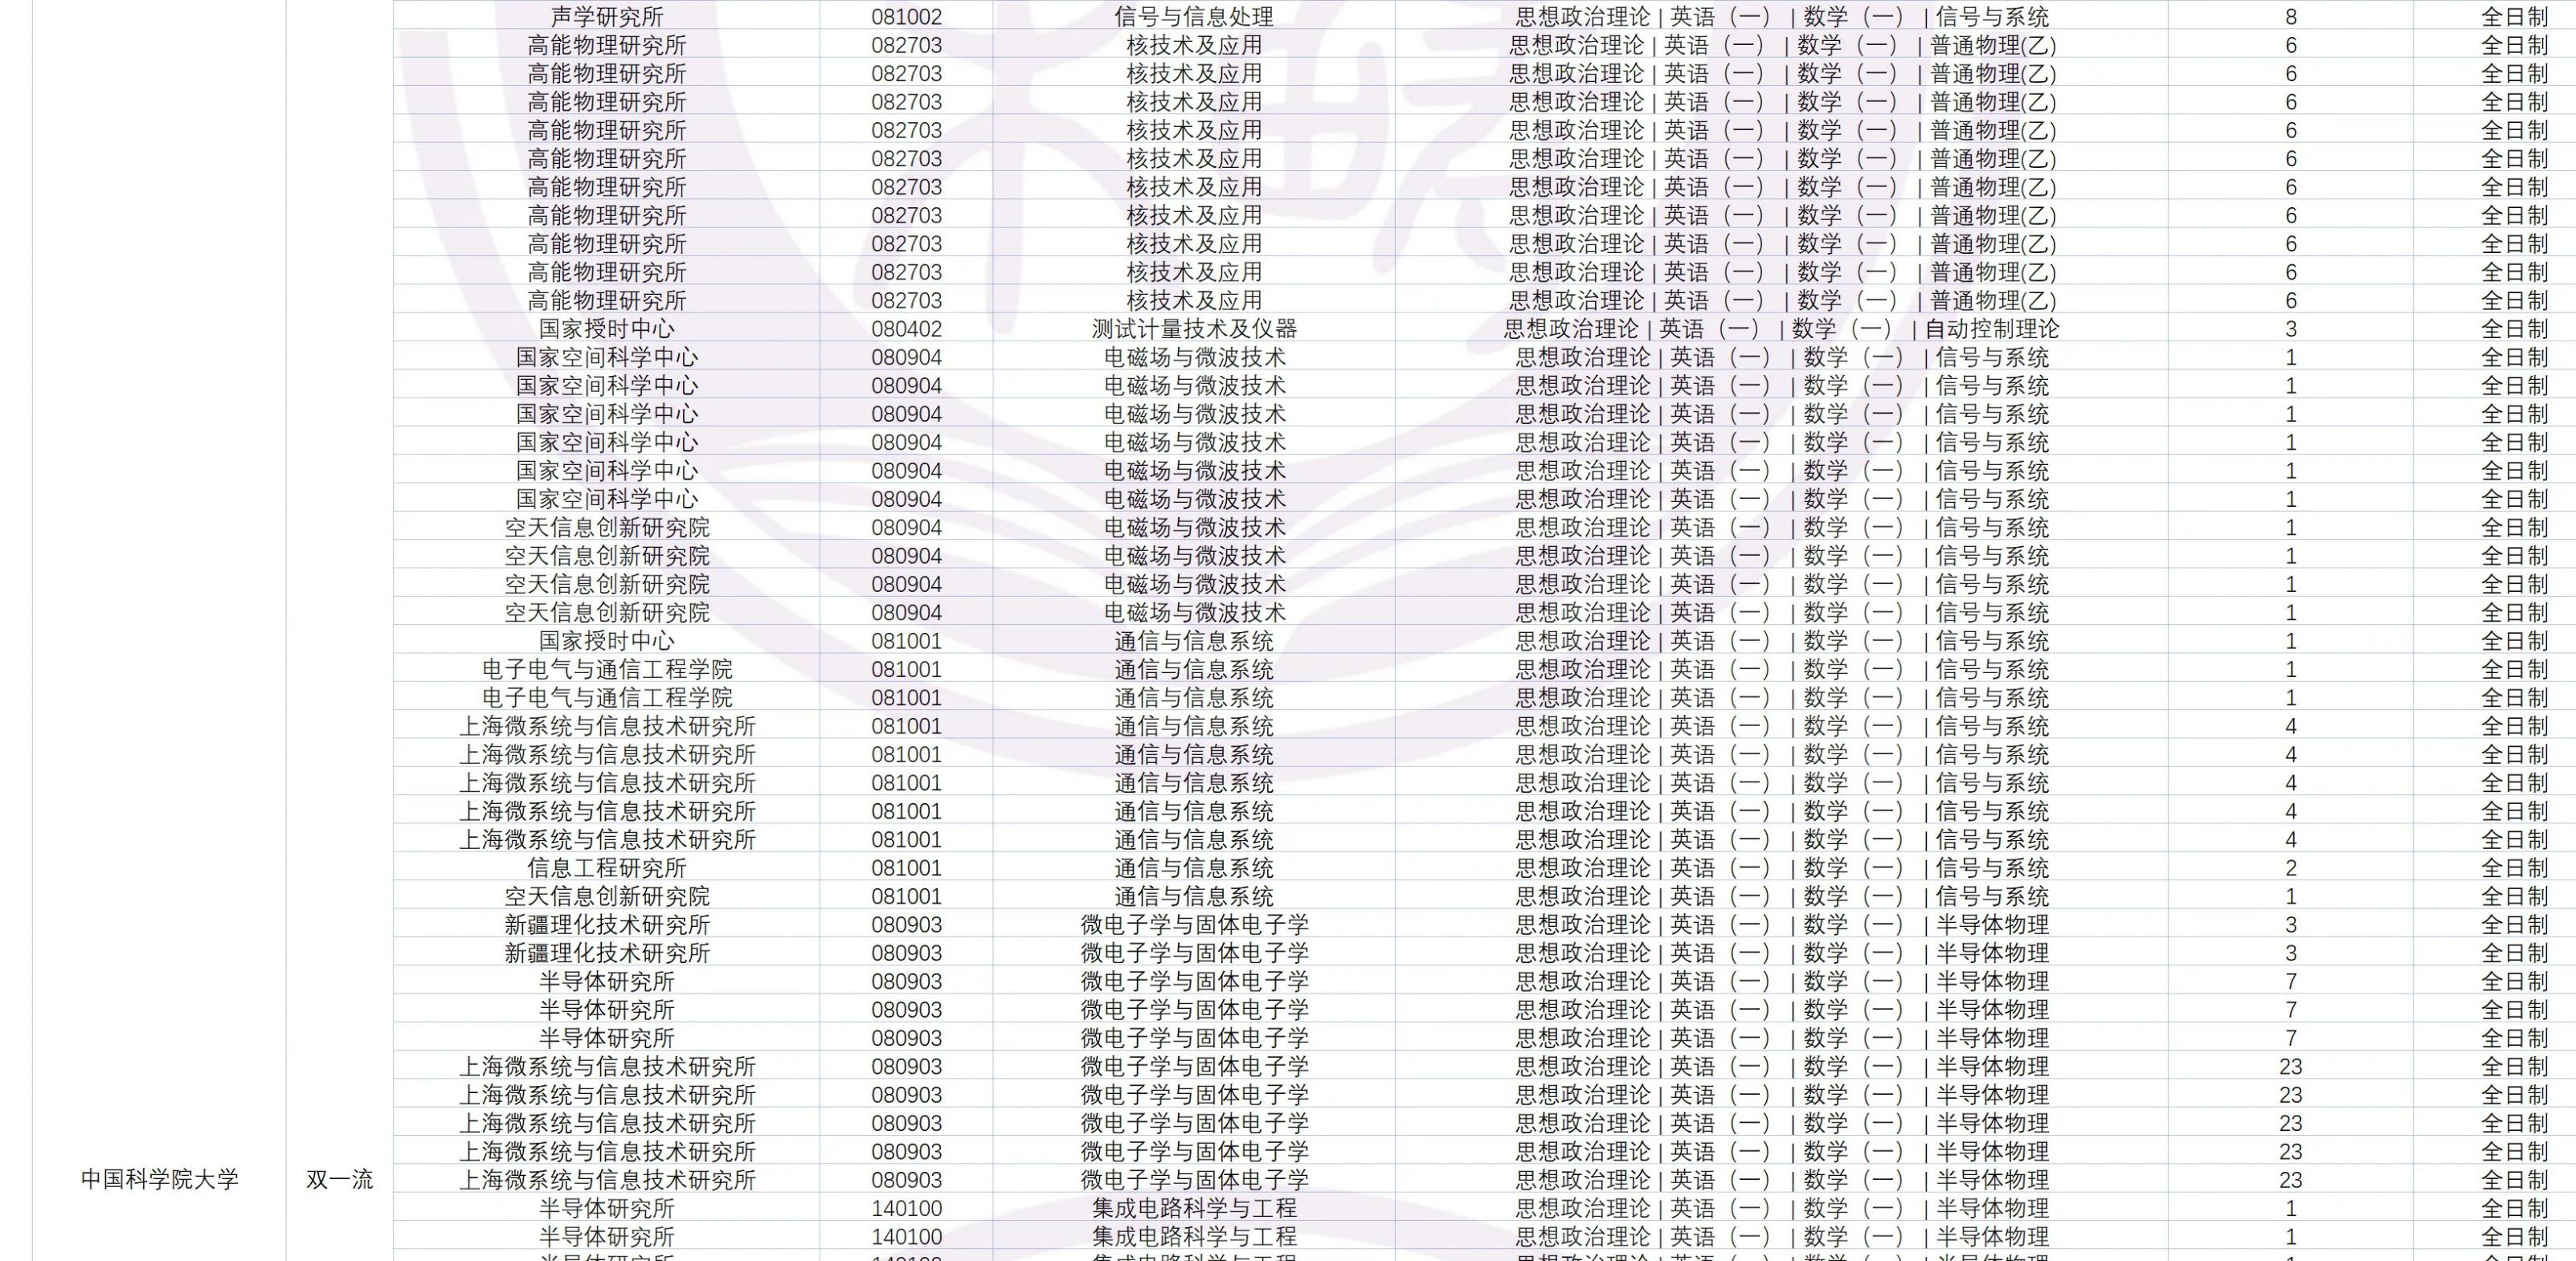 声学研究所 081002 信号与信息处理 思想政治理论 | 英语（一） | 数学（一） | 信号与系统 8 全日制
高能物理研究所 082703 核技术及应用 思想政治理论 | 英语（一） | 数学（一） | 普通物理(乙) 6 全日制
高能物理研究所 082703 核技术及应用 思想政治理论 | 英语（一） | 数学（一） | 普通物理(乙) 6 全日制
高能物理研究所 082703 核技术及应用 思想政治理论 | 英语（一） | 数学（一） | 普通物理(乙) 6 全日制
高能物理研究所 082703 核技术及应用 思想政治理论 | 英语（一） | 数学（一） | 普通物理(乙) 6 全日制
高能物理研究所 082703 核技术及应用 思想政治理论 | 英语（一） | 数学（一） | 普通物理(乙) 6 全日制
高能物理研究所 082703 核技术及应用 思想政治理论 | 英语（一） | 数学（一） | 普通物理(乙) 6 全日制
高能物理研究所 082703 核技术及应用 思想政治理论 | 英语（一） | 数学（一） | 普通物理(乙) 6 全日制
高能物理研究所 082703 核技术及应用 思想政治理论 | 英语（一） | 数学（一） | 普通物理(乙) 6 全日制
高能物理研究所 082703 核技术及应用 思想政治理论 | 英语（一） | 数学（一） | 普通物理(乙) 6 全日制
高能物理研究所 082703 核技术及应用 思想政治理论 | 英语（一） | 数学（一） | 普通物理(乙) 6 全日制
国家授时中心 080402 测试计量技术及仪器 思想政治理论 | 英语（一） | 数学（一） | 自动控制理论 3 全日制
国家空间科学中心 080904 电磁场与微波技术 思想政治理论 | 英语（一） | 数学（一） | 信号与系统 1 全日制
国家空间科学中心 080904 电磁场与微波技术 思想政治理论 | 英语（一） | 数学（一） | 信号与系统 1 全日制
国家空间科学中心 080904 电磁场与微波技术 思想政治理论 | 英语（一） | 数学（一） | 信号与系统 1 全日制
国家空间科学中心 080904 电磁场与微波技术 思想政治理论 | 英语（一） | 数学（一） | 信号与系统 1 全日制
国家空间科学中心 080904 电磁场与微波技术 思想政治理论 | 英语（一） | 数学（一） | 信号与系统 1 全日制
国家空间科学中心 080904 电磁场与微波技术 思想政治理论 | 英语（一） | 数学（一） | 信号与系统 1 全日制
空天信息创新研究院 080904 电磁场与微波技术 思想政治理论 | 英语（一） | 数学（一） | 信号与系统 1 全日制
空天信息创新研究院 080904 电磁场与微波技术 思想政治理论 | 英语（一） | 数学（一） | 信号与系统 1 全日制
空天信息创新研究院 080904 电磁场与微波技术 思想政治理论 | 英语（一） | 数学（一） | 信号与系统 1 全日制
空天信息创新研究院 080904 电磁场与微波技术 思想政治理论 | 英语（一） | 数学（一） | 信号与系统 1 全日制
国家授时中心 081001 通信与信息系统 思想政治理论 | 英语（一） | 数学（一） | 信号与系统 1 全日制
电子电气与通信工程学院 081001 通信与信息系统 思想政治理论 | 英语（一） | 数学（一） | 信号与系统 1 全日制
电子电气与通信工程学院 081001 通信与信息系统 思想政治理论 | 英语（一） | 数学（一） | 信号与系统 1 全日制
上海微系统与信息技术研究所 081001 通信与信息系统 思想政治理论 | 英语（一） | 数学（一） | 信号与系统 4 全日制
上海微系统与信息技术研究所 081001 通信与信息系统 思想政治理论 | 英语（一） | 数学（一） | 信号与系统 4 全日制
上海微系统与信息技术研究所 081001 通信与信息系统 思想政治理论 | 英语（一） | 数学（一） | 信号与系统 4 全日制
上海微系统与信息技术研究所 081001 通信与信息系统 思想政治理论 | 英语（一） | 数学（一） | 信号与系统 4 全日制
上海微系统与信息技术研究所 081001 通信与信息系统 思想政治理论 | 英语（一） | 数学（一） | 信号与系统 4 全日制
信息工程研究所 081001 通信与信息系统 思想政治理论 | 英语（一） | 数学（一） | 信号与系统 2 全日制
空天信息创新研究院 081001 通信与信息系统 思想政治理论 | 英语（一） | 数学（一） | 信号与系统 1 全日制
新疆理化技术研究所 080903 微电子学与固体电子学 思想政治理论 | 英语（一） | 数学（一） | 半导体物理 3 全日制
新疆理化技术研究所 080903 微电子学与固体电子学 思想政治理论 | 英语（一） | 数学（一） | 半导体物理 3 全日制
半导体研究所 080903 微电子学与固体电子学 思想政治理论 | 英语（一） | 数学（一） | 半导体物理 7 全日制
半导体研究所 080903 微电子学与固体电子学 思想政治理论 | 英语（一） | 数学（一） | 半导体物理 7 全日制
半导体研究所 080903 微电子学与固体电子学 思想政治理论 | 英语（一） | 数学（一） | 半导体物理 7 全日制
上海微系统与信息技术研究所 080903 微电子学与固体电子学 思想政治理论 | 英语（一） | 数学（一） | 半导体物理 23 全日制
上海微系统与信息技术研究所 080903 微电子学与固体电子学 思想政治理论 | 英语（一） | 数学（一） | 半导体物理 23 全日制
上海微系统与信息技术研究所 080903 微电子学与固体电子学 思想政治理论 | 英语（一） | 数学（一） | 半导体物理 23 全日制
上海微系统与信息技术研究所 080903 微电子学与固体电子学 思想政治理论 | 英语（一） | 数学（一） | 半导体物理 23 全日制
中国科学院大学 双一流 上海微系统与信息技术研究所 080903 微电子学与固体电子学 思想政治理论 | 英语（一） | 数学（一） | 半导体物理 23 全日制
半导体研究所 140100 集成电路科学与工程 思想政治理论 | 英语（一） | 数学（一） | 半导体物理 1 全日制
半导体研究所 140100 集成电路科学与工程 思想政治理论 | 英语（一） | 数学（一） | 半导体物理 1 全日制